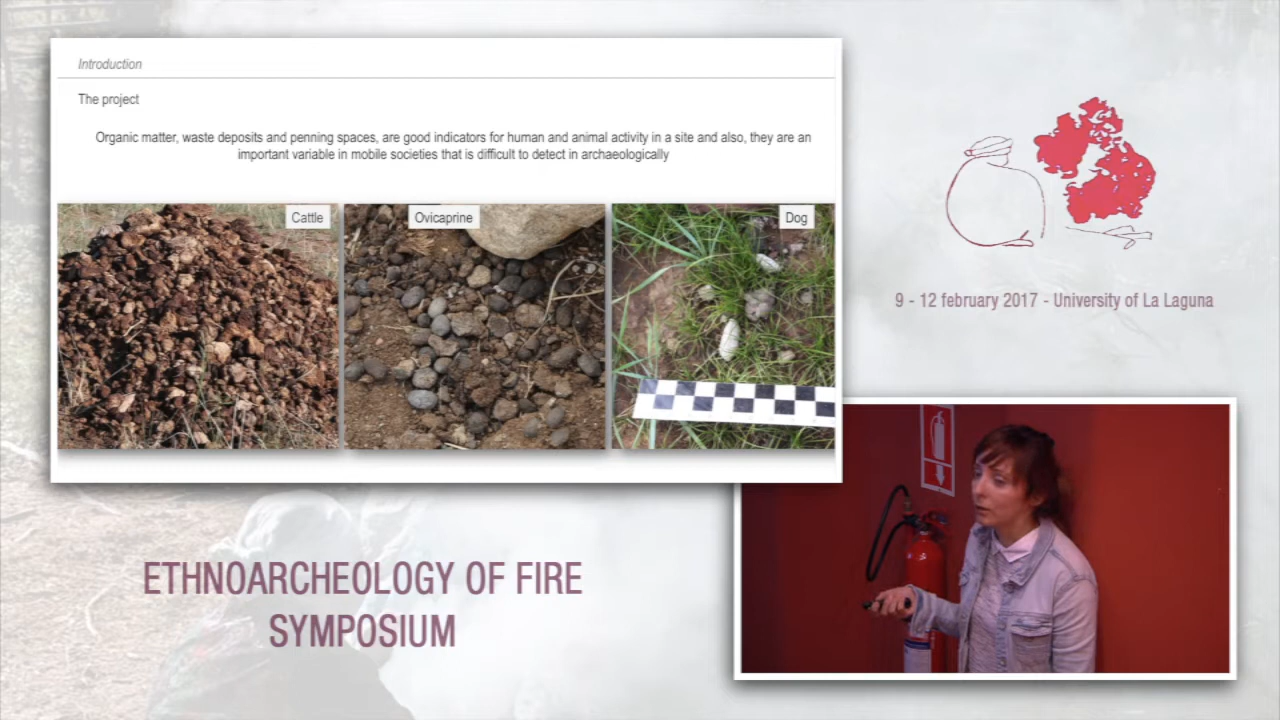 Introduction
The project
Organic matter, waste deposits and penning spaces, are good indicators for human and animal activity in a site and also, they are an
important variable in mobile societies that is difficult to detect in archaeologically
Cattle
Ovicaprine
Dog
9 - 12 february 2017 - University of La Laguna
ETHNOARCHEOLOGY OF FIRE
SYMPOSIUM